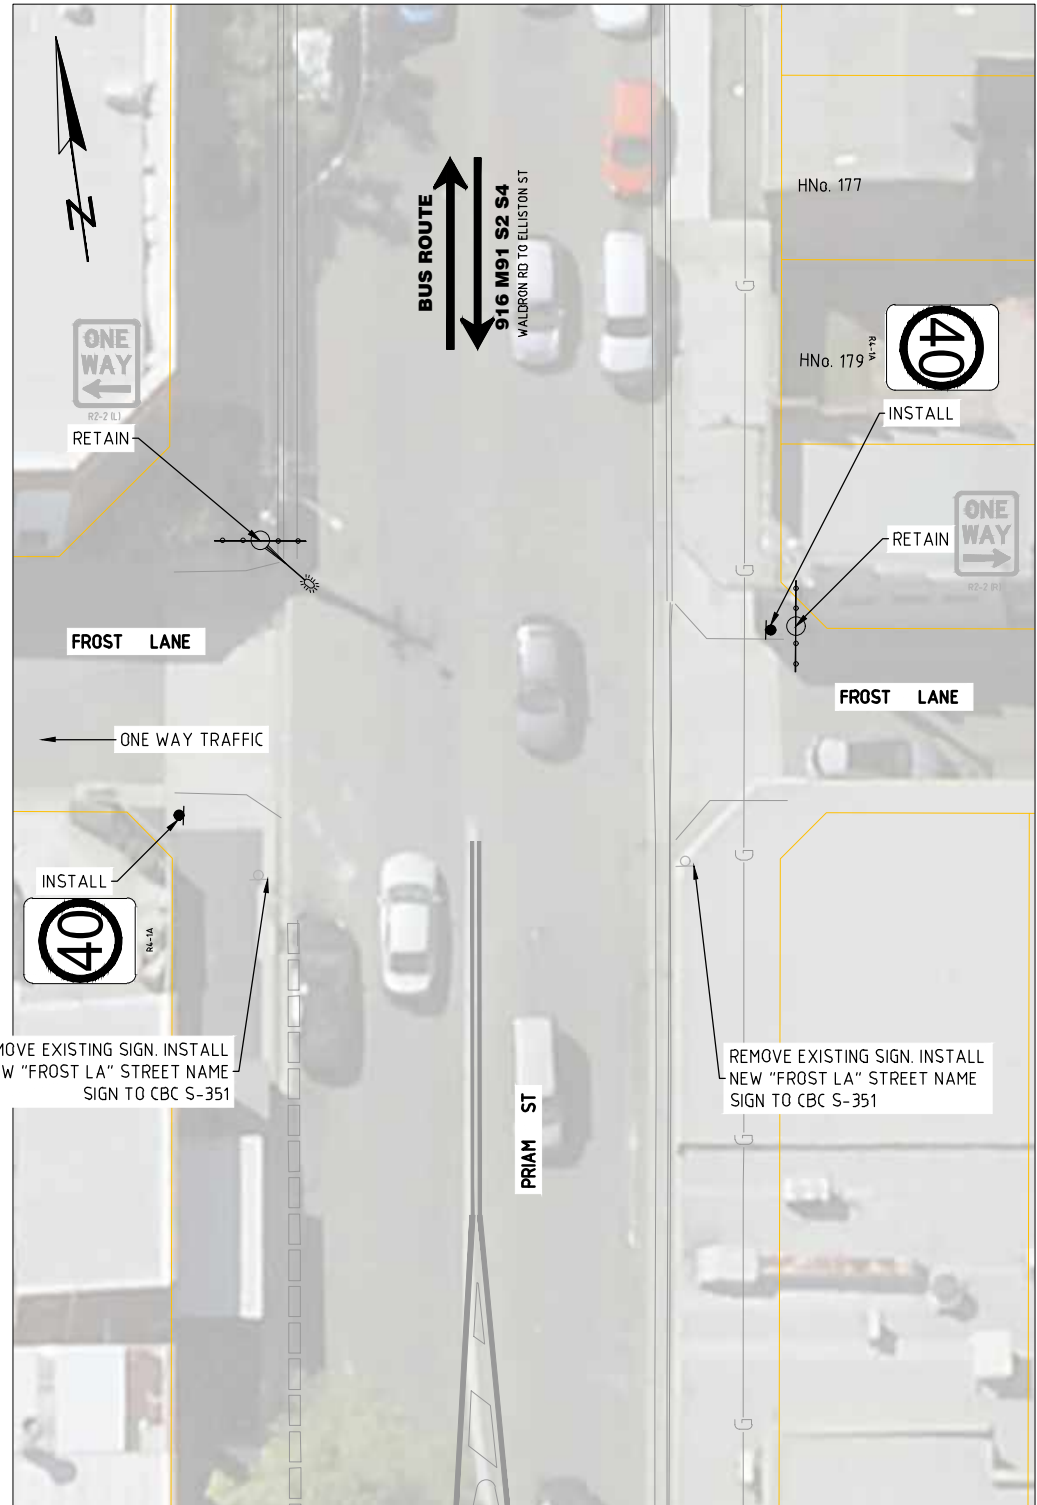 N
BUS ROUTE
916 M91 S2 S4
WALDRON RD TO ELLISTON ST
HNo. 177
HNo. 179
R4-1A
40
INSTALL
ONE
WAY
R2-2 (L)
RETAIN
ONE
WAY
R2-2 (R)
RETAIN
FROST LANE
FROST LANE
ONE WAY TRAFFIC
INSTALL
40
R4-1A
MOVE EXISTING SIGN. INSTALL
W "FROST LA" STREET NAME
SIGN TO CBC S-351
REMOVE EXISTING SIGN. INSTALL
NEW "FROST LA" STREET NAME
SIGN TO CBC S-351
PRIAM ST
G
G
G
G
G